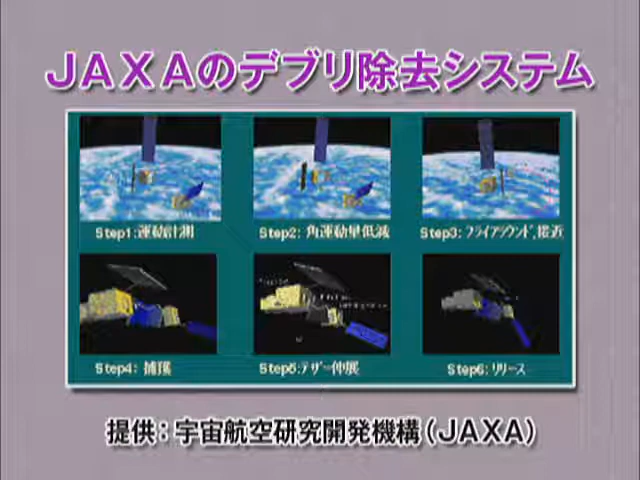 JAXAのデブリ除去システム
Step1:運動計測
Step2: 角運動量低減
Step3: フライアラウンド,接近
Step4: 捕獲
Step5:テザー伸展
Step6: リリース
提供：宇宙航空研究開発機構（JAXA）